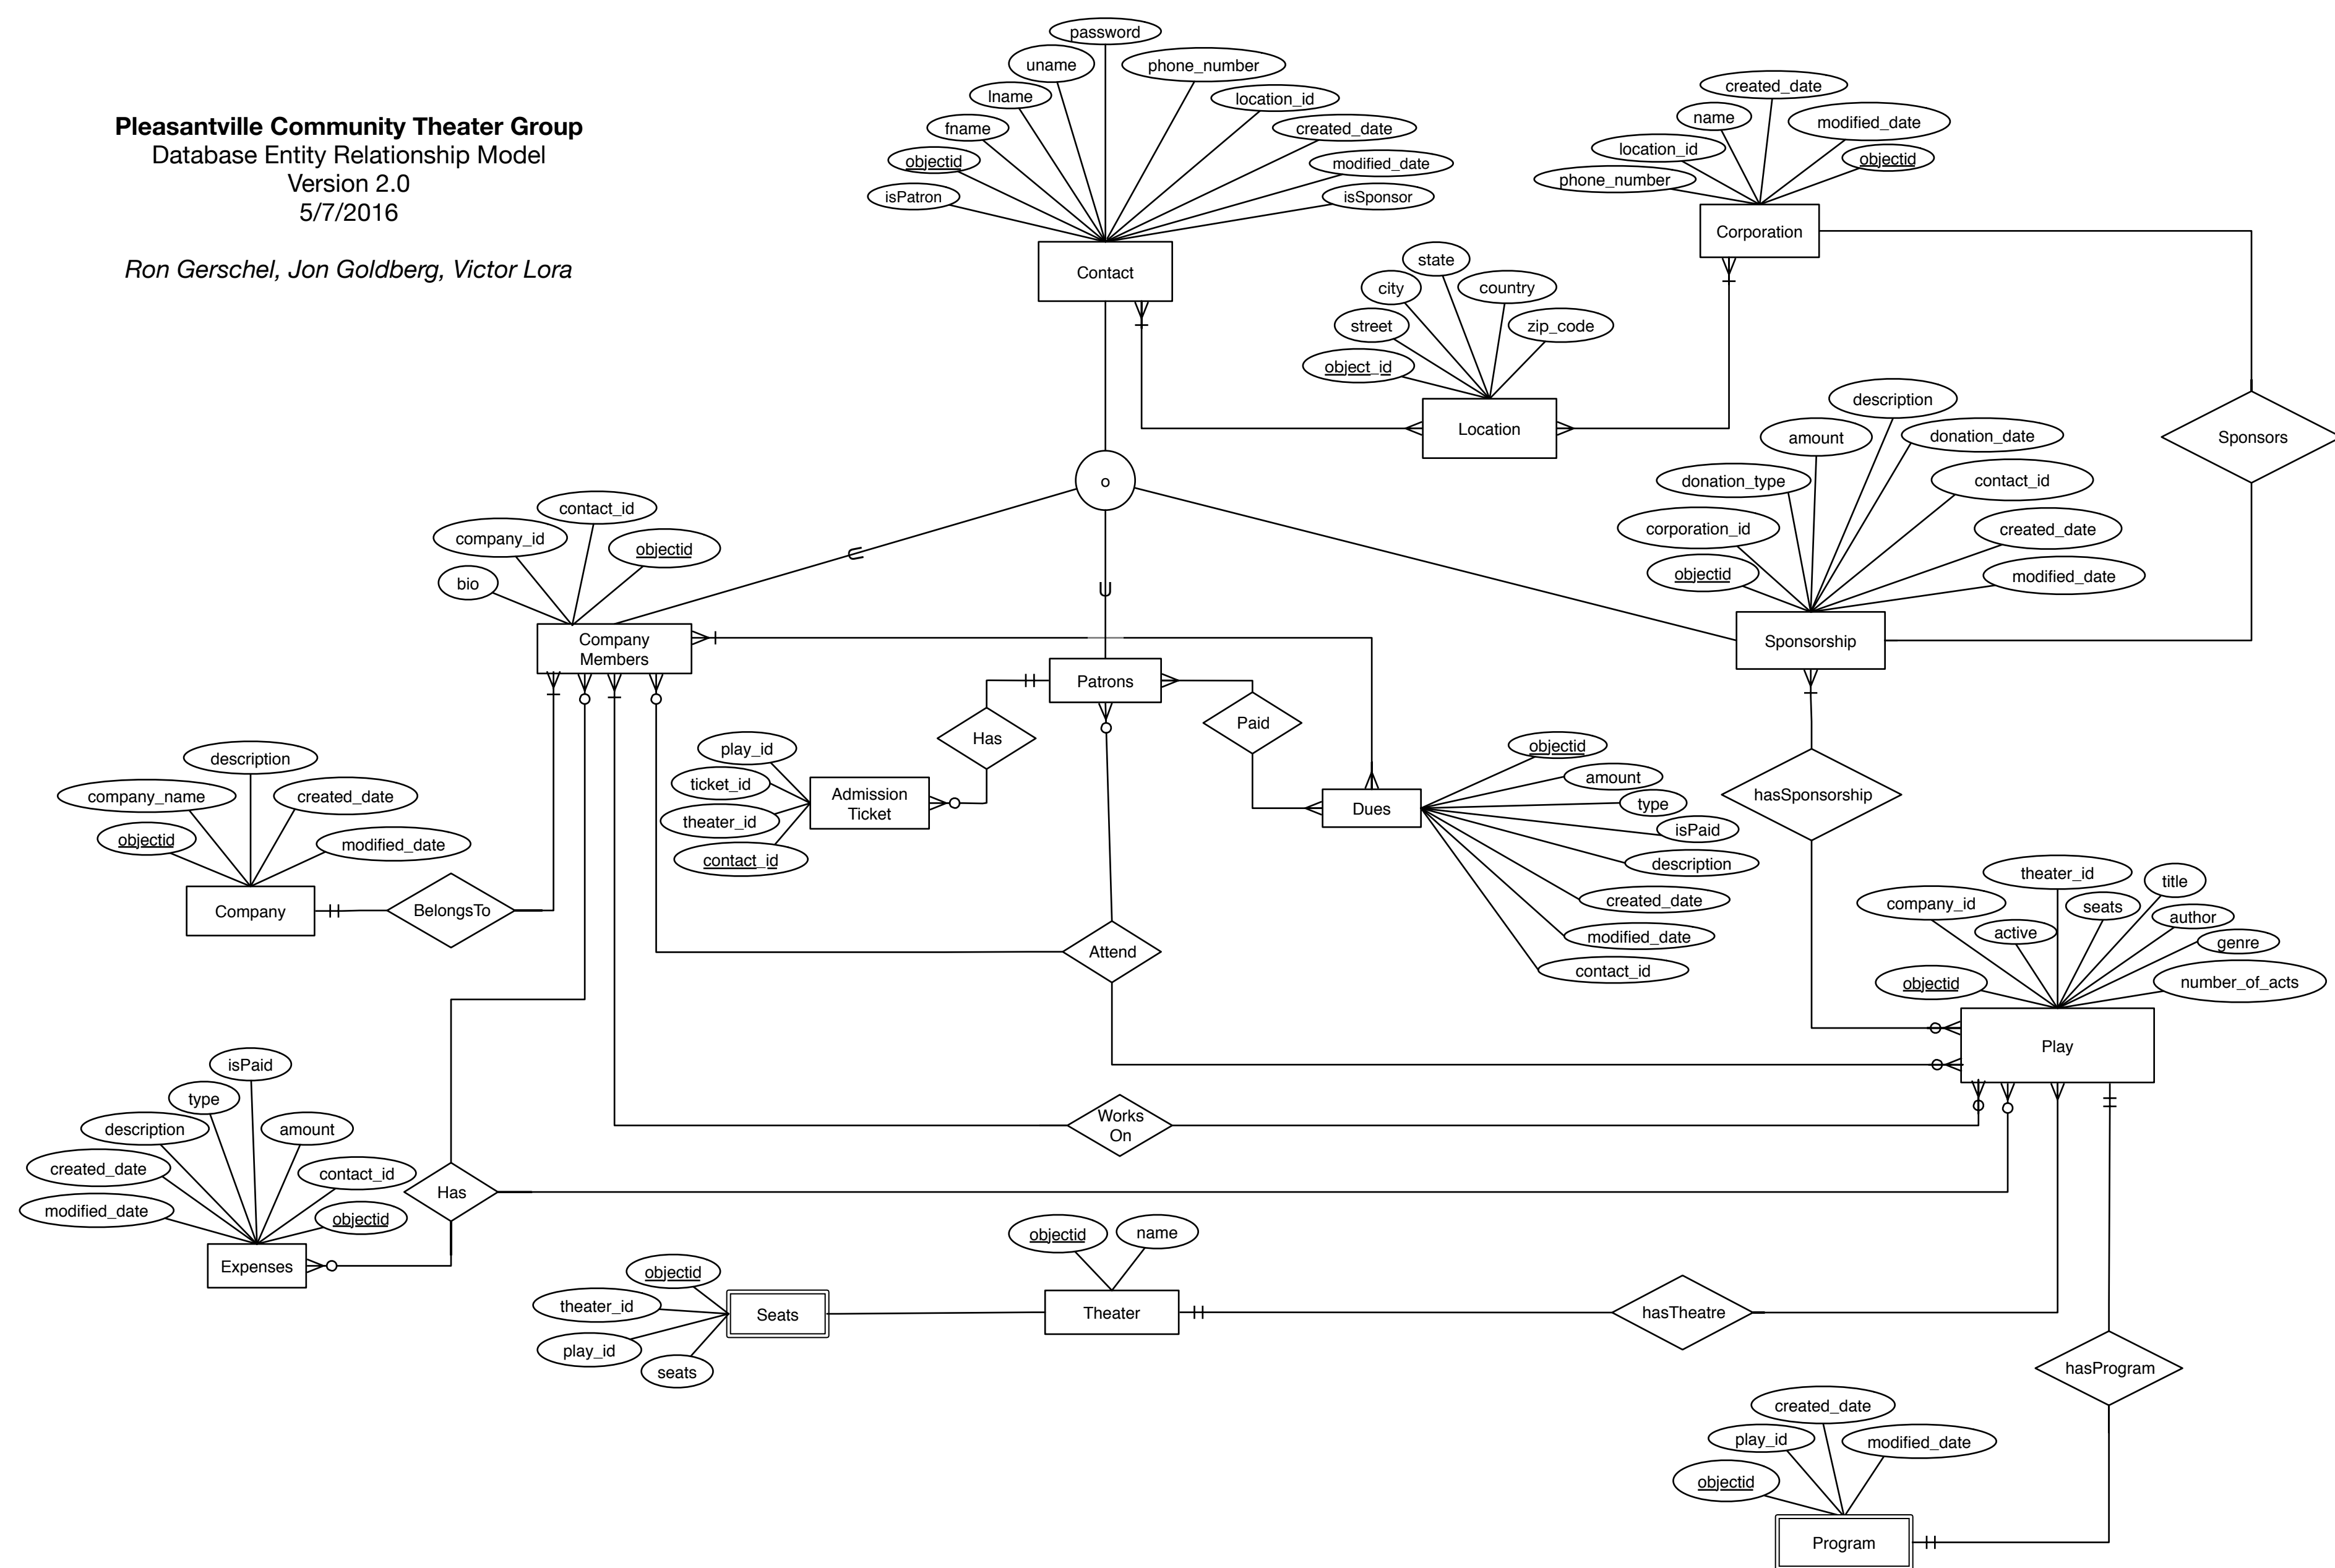 Pleasantville Community Theater Group
Database Entity Relationship Model
Version 2.0
5/7/2016
Ron Gerschel, Jon Goldberg, Victor Lora
password
uname
phone_number
lname
location_id
fname
created_date
objectid
modified_date
isPatron
isSponsor
Contact
created_date
name
modified_date
location_id
objectid
phone_number
Corporation
state
city
country
street
zip_code
object_id
Location
Sponsors
description
amount
donation_date
donation_type
contact_id
corporation_id
created_date
objectid
modified_date
Sponsorship
o
U
U
contact_id
company_id
objectid
bio
Company
Members
Patrons
Has
Paid
play_id
ticket_id
theater_id
contact_id
Admission
Ticket
objectid
amount
type
isPaid
description
created_date
modified_date
contact_id
Dues
hasSponsorship
description
company_name
created_date
objectid
modified_date
Company
BelongsTo
Attend
theater_id
title
company_id
seats
author
active
genre
objectid
number_of_acts
Play
Works
On
isPaid
type
description
amount
created_date
contact_id
modified_date
objectid
Expenses
Has
objectid
name
Theater
objectid
theater_id
play_id
seats
Seats
hasTheatre
hasProgram
created_date
play_id
modified_date
objectid
Program